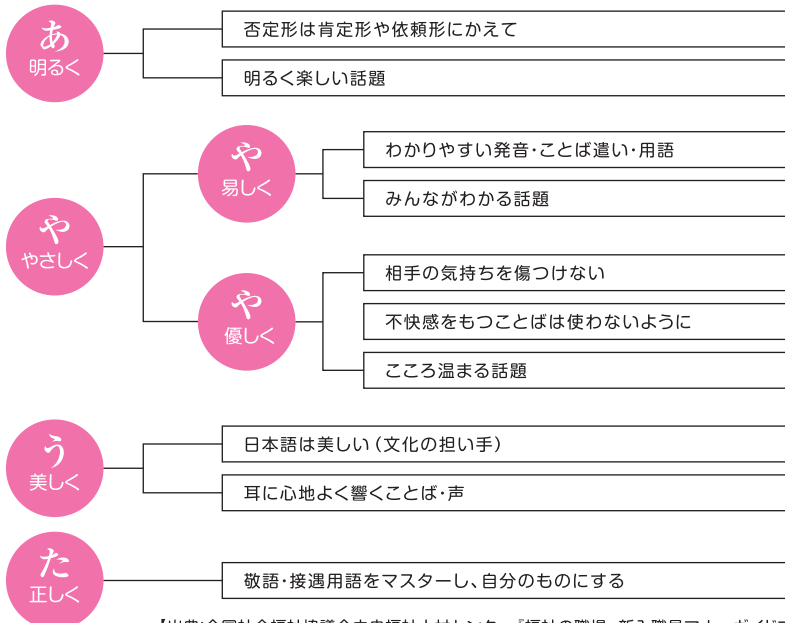 あ
明るく
否定形は肯定形や依頼形にかえて
明るく楽しい話題
や
やさしく
や
易しく
わかりやすい発音・ことば遣い・用語
みんながわかる話題
や
優しく
相手の気持ちを傷つけない
不快感をもつことばは使わないように
こころ温まる話題
う
美しく
日本語は美しい（文化の担い手）
耳に心地よく響くことば・声
た
正しく
敬語・接遇用語をマスターし、自分のものにする